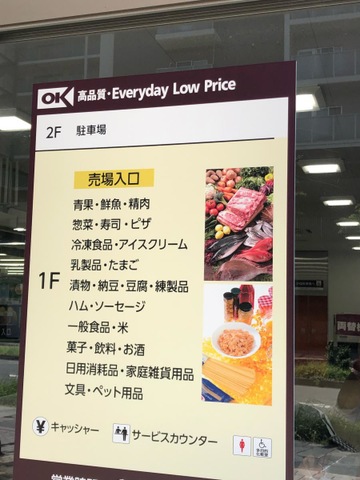 OK 高品質・Everyday Low Price
2F 駐車場
売場入口
1F
青果・鮮魚・精肉
惣菜・寿司・ピザ
冷凍食品・アイスクリーム
乳製品・たまご
漬物・納豆・豆腐・練製品
ハム・ソーセージ
一般食品・米
菓子・飲料・お酒
日用消耗品・家庭雑貨用品
文具・ペット用品
¥ キャッシャー サービスカウンター
両替機